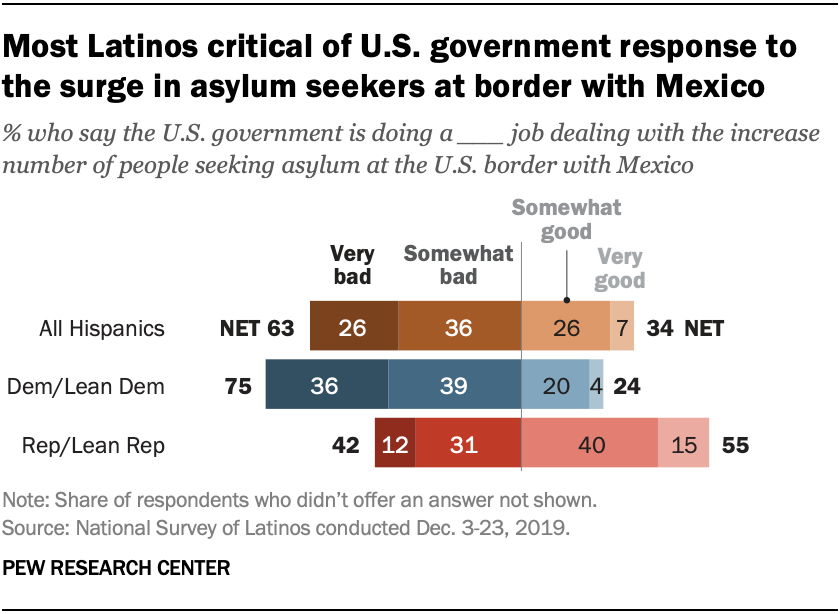 Most Latinos critical of U.S. government response to
the surge in asylum seekers at border with Mexico
% who say the U.S. government is doing a ___ job dealing with the increase
number of people seeking asylum at the U.S. border with Mexico
Somewhat
good
Very
bad
Somewhat
bad
Very
good
All Hispanics NET 63 26 36 26 7 34 NET
Dem/Lean Dem 75 36 39 20 4 24
Rep/Lean Rep 42 12 31 40 15 55
Note: Share of respondents who didn't offer an answer not shown.
Source: National Survey of Latinos conducted Dec. 3-23, 2019.
PEW RESEARCH CENTER